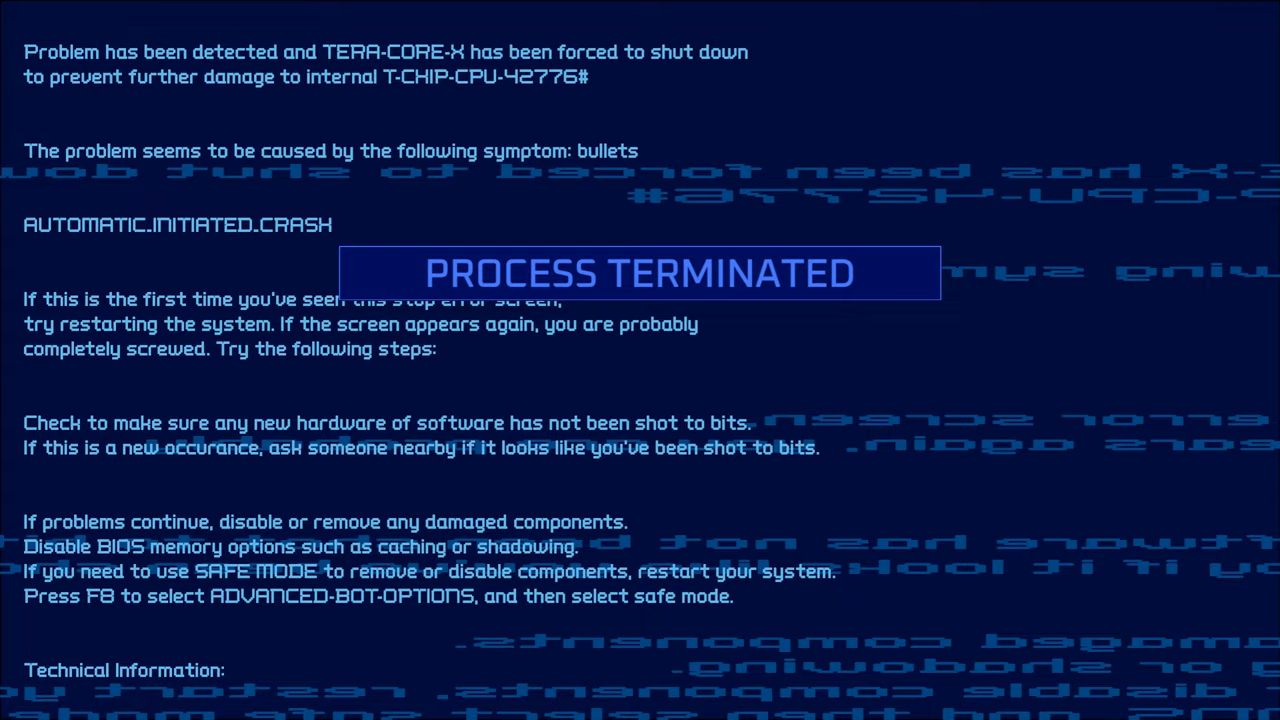 Problem has been detected and TERA-CORE-X has been forced to shut down
to prevent further damage to internal T-CHIP-CPU-42776#
The problem seems to be caused by the following symptom: bullets
AUTOMATIC_INITIATED_CRASH
PROCESS TERMINATED
If this is the first time you've seen this stop error screen,
try restarting the system. If the screen appears again, you are probably
completely screwed. Try the following steps:
Check to make sure any new hardware of software has not been shot to bits.
If this is a new occurance, ask someone nearby if it looks like you've been shot to bits.
If problems continue, disable or remove any damaged components.
Disable BIOS memory options such as caching or shadowing.
If you need to use SAFE MODE to remove or disable components, restart your system.
Press F8 to select ADVANCED-BOT-OPTIONS, and then select safe mode.
Technical Information: